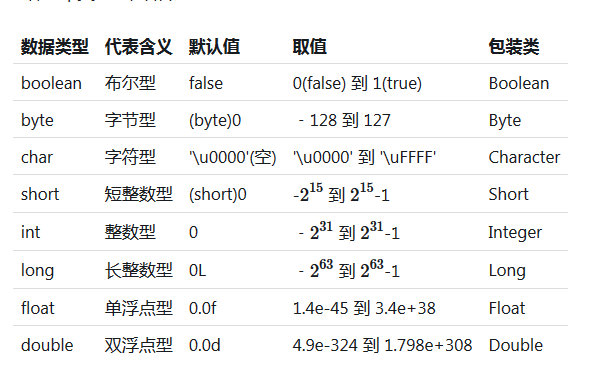 数据类型 代表含义 默认值 取值 包装类
boolean 布尔型 false 0(false) 到 1(true) Boolean
byte 字节型 (byte)0 ﹣128 到 127 Byte
char 字符型 '\u0000'(空) '\u0000' 到 '\uFFFF' Character
short 短整数型 (short)0 -2^15 到 2^15-1 Short
int 整数型 0 ﹣2^31 到 2^31-1 Integer
long 长整数型 0L ﹣2^63 到 2^63-1 Long
float 单浮点型 0.0f 1.4e-45 到 3.4e+38 Float
double 双浮点型 0.0d 4.9e-324 到 1.798e+308 Double